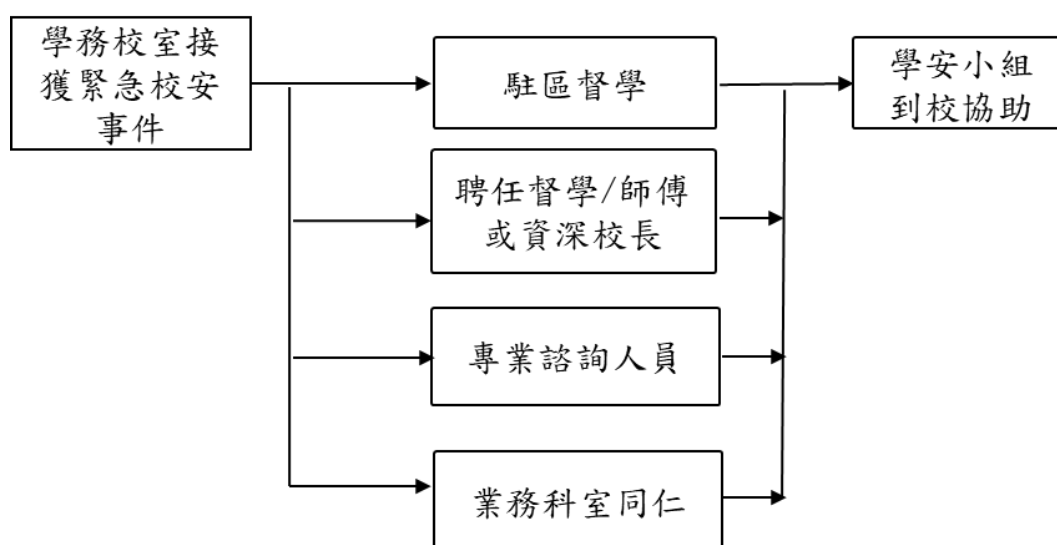 學務校室接
獲緊急校安
事件
駐區督學
聘任督學/師傅
或資深校長
專業諮詢人員
業務科室同仁
學安小組
到校協助